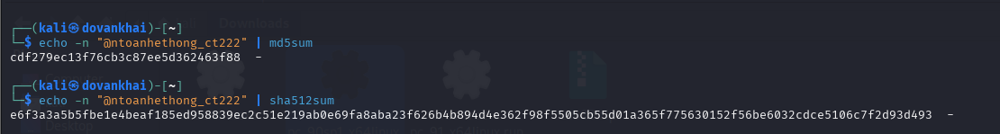 (kali㉿dovankhai)-[~]
$ echo -n "@ntoanhethong_ct222" | md5sum
cdf279ec13f76cb3c87ee5d362463f88  -
(kali㉿dovankhai)-[~]
$ echo -n "@ntoanhethong_ct222" | sha512sum
e6f3a3a5b5fbe1e4beaf185ed958839ec2c51e219ab0e69fa8aba23f626b4b894d4e362f98f5505cb55d01a365f775630152f56be6032cdce5106c7f2d93d493  -